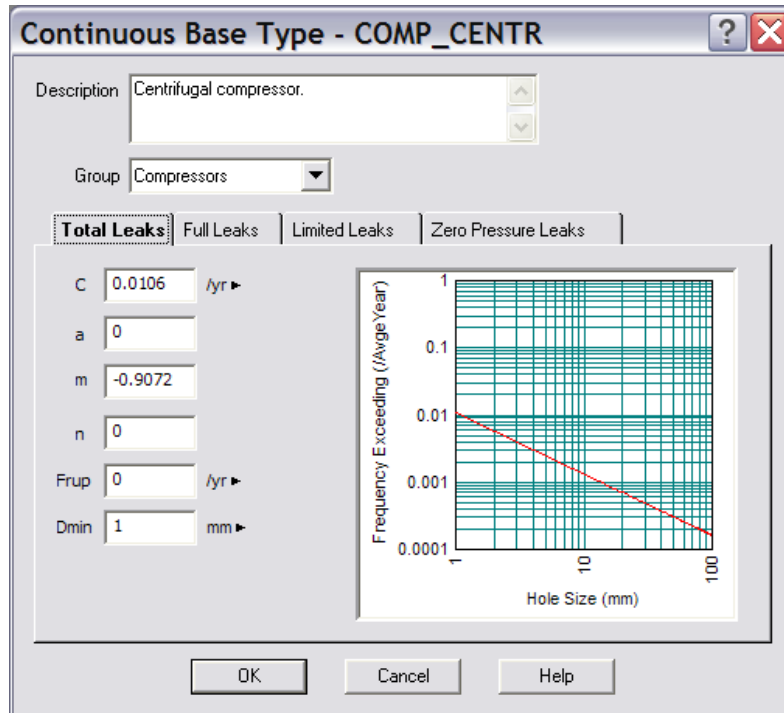 Continuous Base Type - COMP_CENTR
Description Centrifugal compressor.
Group Compressors
Total Leaks Full Leaks Limited Leaks Zero Pressure Leaks
C 0.0106 /yr
a 0
m -0.9072
n 0
Frup 0 /yr
Dmin 1 mm
Frequency Exceeding (/AvgeYear)
1
0.1
0.01
0.001
0.0001
1 10 100
Hole Size (mm)
OK Cancel Help